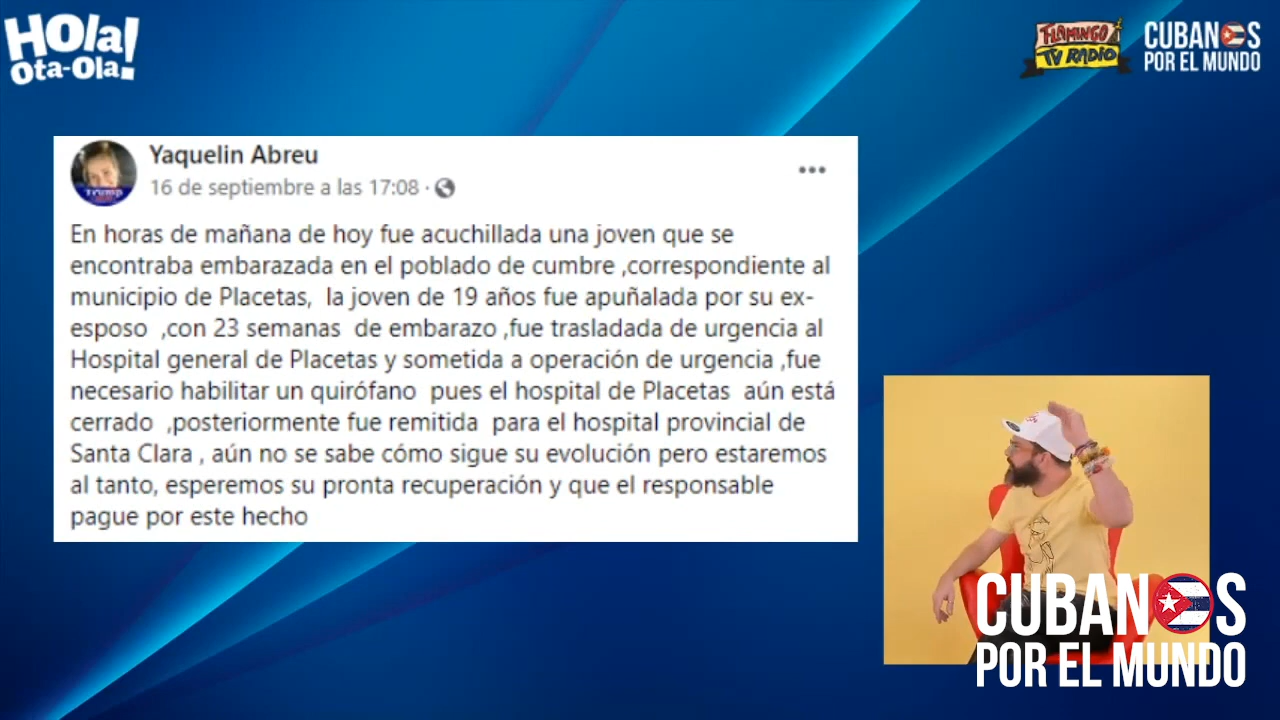 HOla!
Ota-Ola!
FLAMINGO
TV RADIO
CUBANOS
POR EL MUNDO
Yaquelin Abreu
Trump
16 de septiembre a las 17:08 ·
En horas de mañana de hoy fue acuchillada una joven que se
encontraba embarazada en el poblado de cumbre ,correspondiente al
municipio de Placetas,  la joven de 19 años fue apuñalada por su ex-
esposo  ,con 23 semanas  de embarazo ,fue trasladada de urgencia al
Hospital general de Placetas y sometida a operación de urgencia ,fue
necesario habilitar un quirófano  pues el hospital de Placetas  aún está
cerrado  ,posteriormente fue remitida  para el hospital provincial de
Santa Clara , aún no se sabe cómo sigue su evolución pero estaremos
al tanto, esperemos su pronta recuperación y que el responsable
pague por este hecho
CUBANOS
POR EL MUNDO